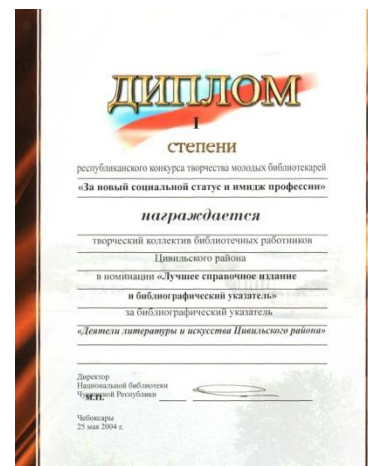 ДИПЛОМ
I
степени
республиканского конкурса творчества молодых библиотекарей
«За новый социальной статус и имидж профессии»
награждается
творческий коллектив библиотечных работников
Цивильского района
в номинации «Лучшее справочное издание
и библиографический указатель»
за библиографический указатель
«Деятели литературы и искусства Цивильского района»
Директор
Национальной библиотеки
Чувашской Республики
М.П.
Чебоксары
25 мая 2004 г.